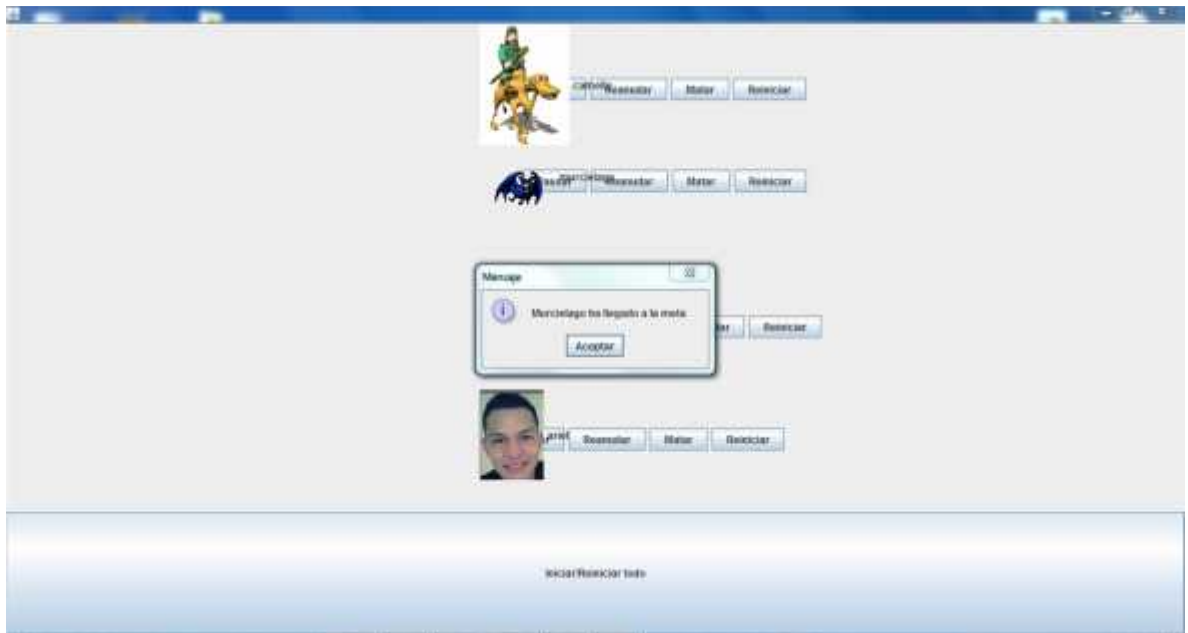 Reanudar Matar Reiniciar
murcielago Reanudar Matar Reiniciar
Mensaje
Murcielago ha llegado a la meta
Reiniciar
Aceptar
ariel Reanudar Matar Reiniciar
Iniciar/Reiniciar todo